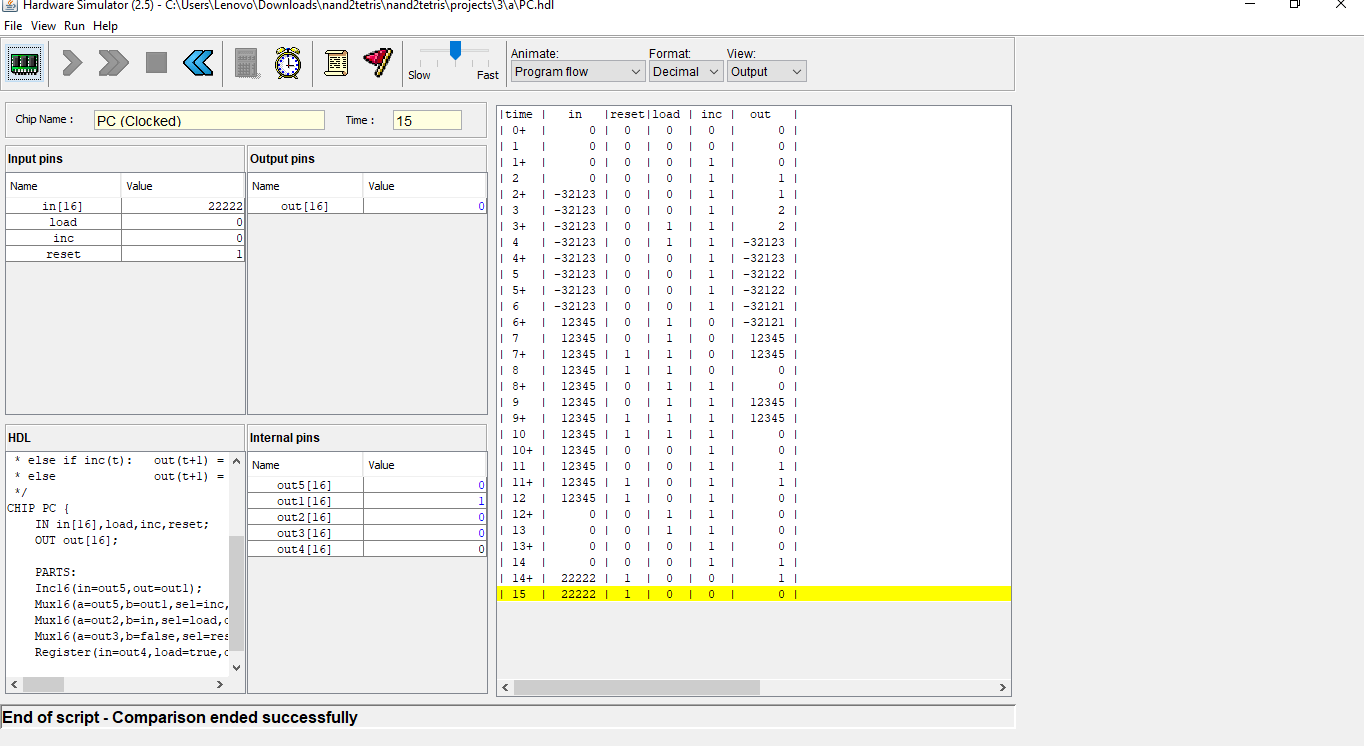 Hardware Simulator (2.5) - C:\Users\Lenovo\Downloads\nand2tetris\nand2tetris\projects\3\a\PC.hdl
File View Run Help
Slow Fast
Animate: Format: View:
Program flow Decimal Output
Chip Name : PC (Clocked) Time : 15
Input pins
Name Value
in[16] 22222
load 0
inc 0
reset 1
Output pins
Name Value
out[16] 0
HDL
* else if inc(t): out(t+1) =
* else out(t+1) =
*/
CHIP PC {
IN in[16],load,inc,reset;
OUT out[16];
PARTS:
Inc16(in=out5,out=out1);
Mux16(a=out5,b=out1,sel=inc,
Mux16(a=out2,b=in,sel=load,
Mux16(a=out3,b=false,sel=res
Register(in=out4,load=true,
Internal pins
Name Value
out5[16] 0
out1[16] 1
out2[16] 0
out3[16] 0
out4[16] 0
|time | in |reset|load | inc | out |
| 0+ | 0 | 0 | 0 | 0 | 0 |
| 1 | 0 | 0 | 0 | 0 | 0 |
| 1+ | 0 | 0 | 0 | 1 | 0 |
| 2 | 0 | 0 | 0 | 1 | 1 |
| 2+ | -32123 | 0 | 0 | 1 | 1 |
| 3 | -32123 | 0 | 0 | 1 | 2 |
| 3+ | -32123 | 0 | 1 | 1 | 2 |
| 4 | -32123 | 0 | 1 | 1 | -32123 |
| 4+ | -32123 | 0 | 0 | 1 | -32123 |
| 5 | -32123 | 0 | 0 | 1 | -32122 |
| 5+ | -32123 | 0 | 0 | 1 | -32122 |
| 6 | -32123 | 0 | 0 | 1 | -32121 |
| 6+ | 12345 | 0 | 1 | 0 | -32121 |
| 7 | 12345 | 0 | 1 | 0 | 12345 |
| 7+ | 12345 | 1 | 1 | 0 | 12345 |
| 8 | 12345 | 1 | 1 | 0 | 0 |
| 8+ | 12345 | 0 | 1 | 1 | 0 |
| 9 | 12345 | 0 | 1 | 1 | 12345 |
| 9+ | 12345 | 1 | 1 | 1 | 12345 |
| 10 | 12345 | 1 | 1 | 1 | 0 |
| 10+ | 12345 | 0 | 0 | 1 | 0 |
| 11 | 12345 | 0 | 0 | 1 | 1 |
| 11+ | 12345 | 1 | 0 | 1 | 1 |
| 12 | 12345 | 1 | 0 | 1 | 0 |
| 12+ | 0 | 0 | 1 | 1 | 0 |
| 13 | 0 | 0 | 1 | 1 | 0 |
| 13+ | 0 | 0 | 0 | 1 | 0 |
| 14 | 0 | 0 | 0 | 1 | 1 |
| 14+ | 22222 | 1 | 0 | 0 | 1 |
| 15 | 22222 | 1 | 0 | 0 | 0 |
End of script - Comparison ended successfully